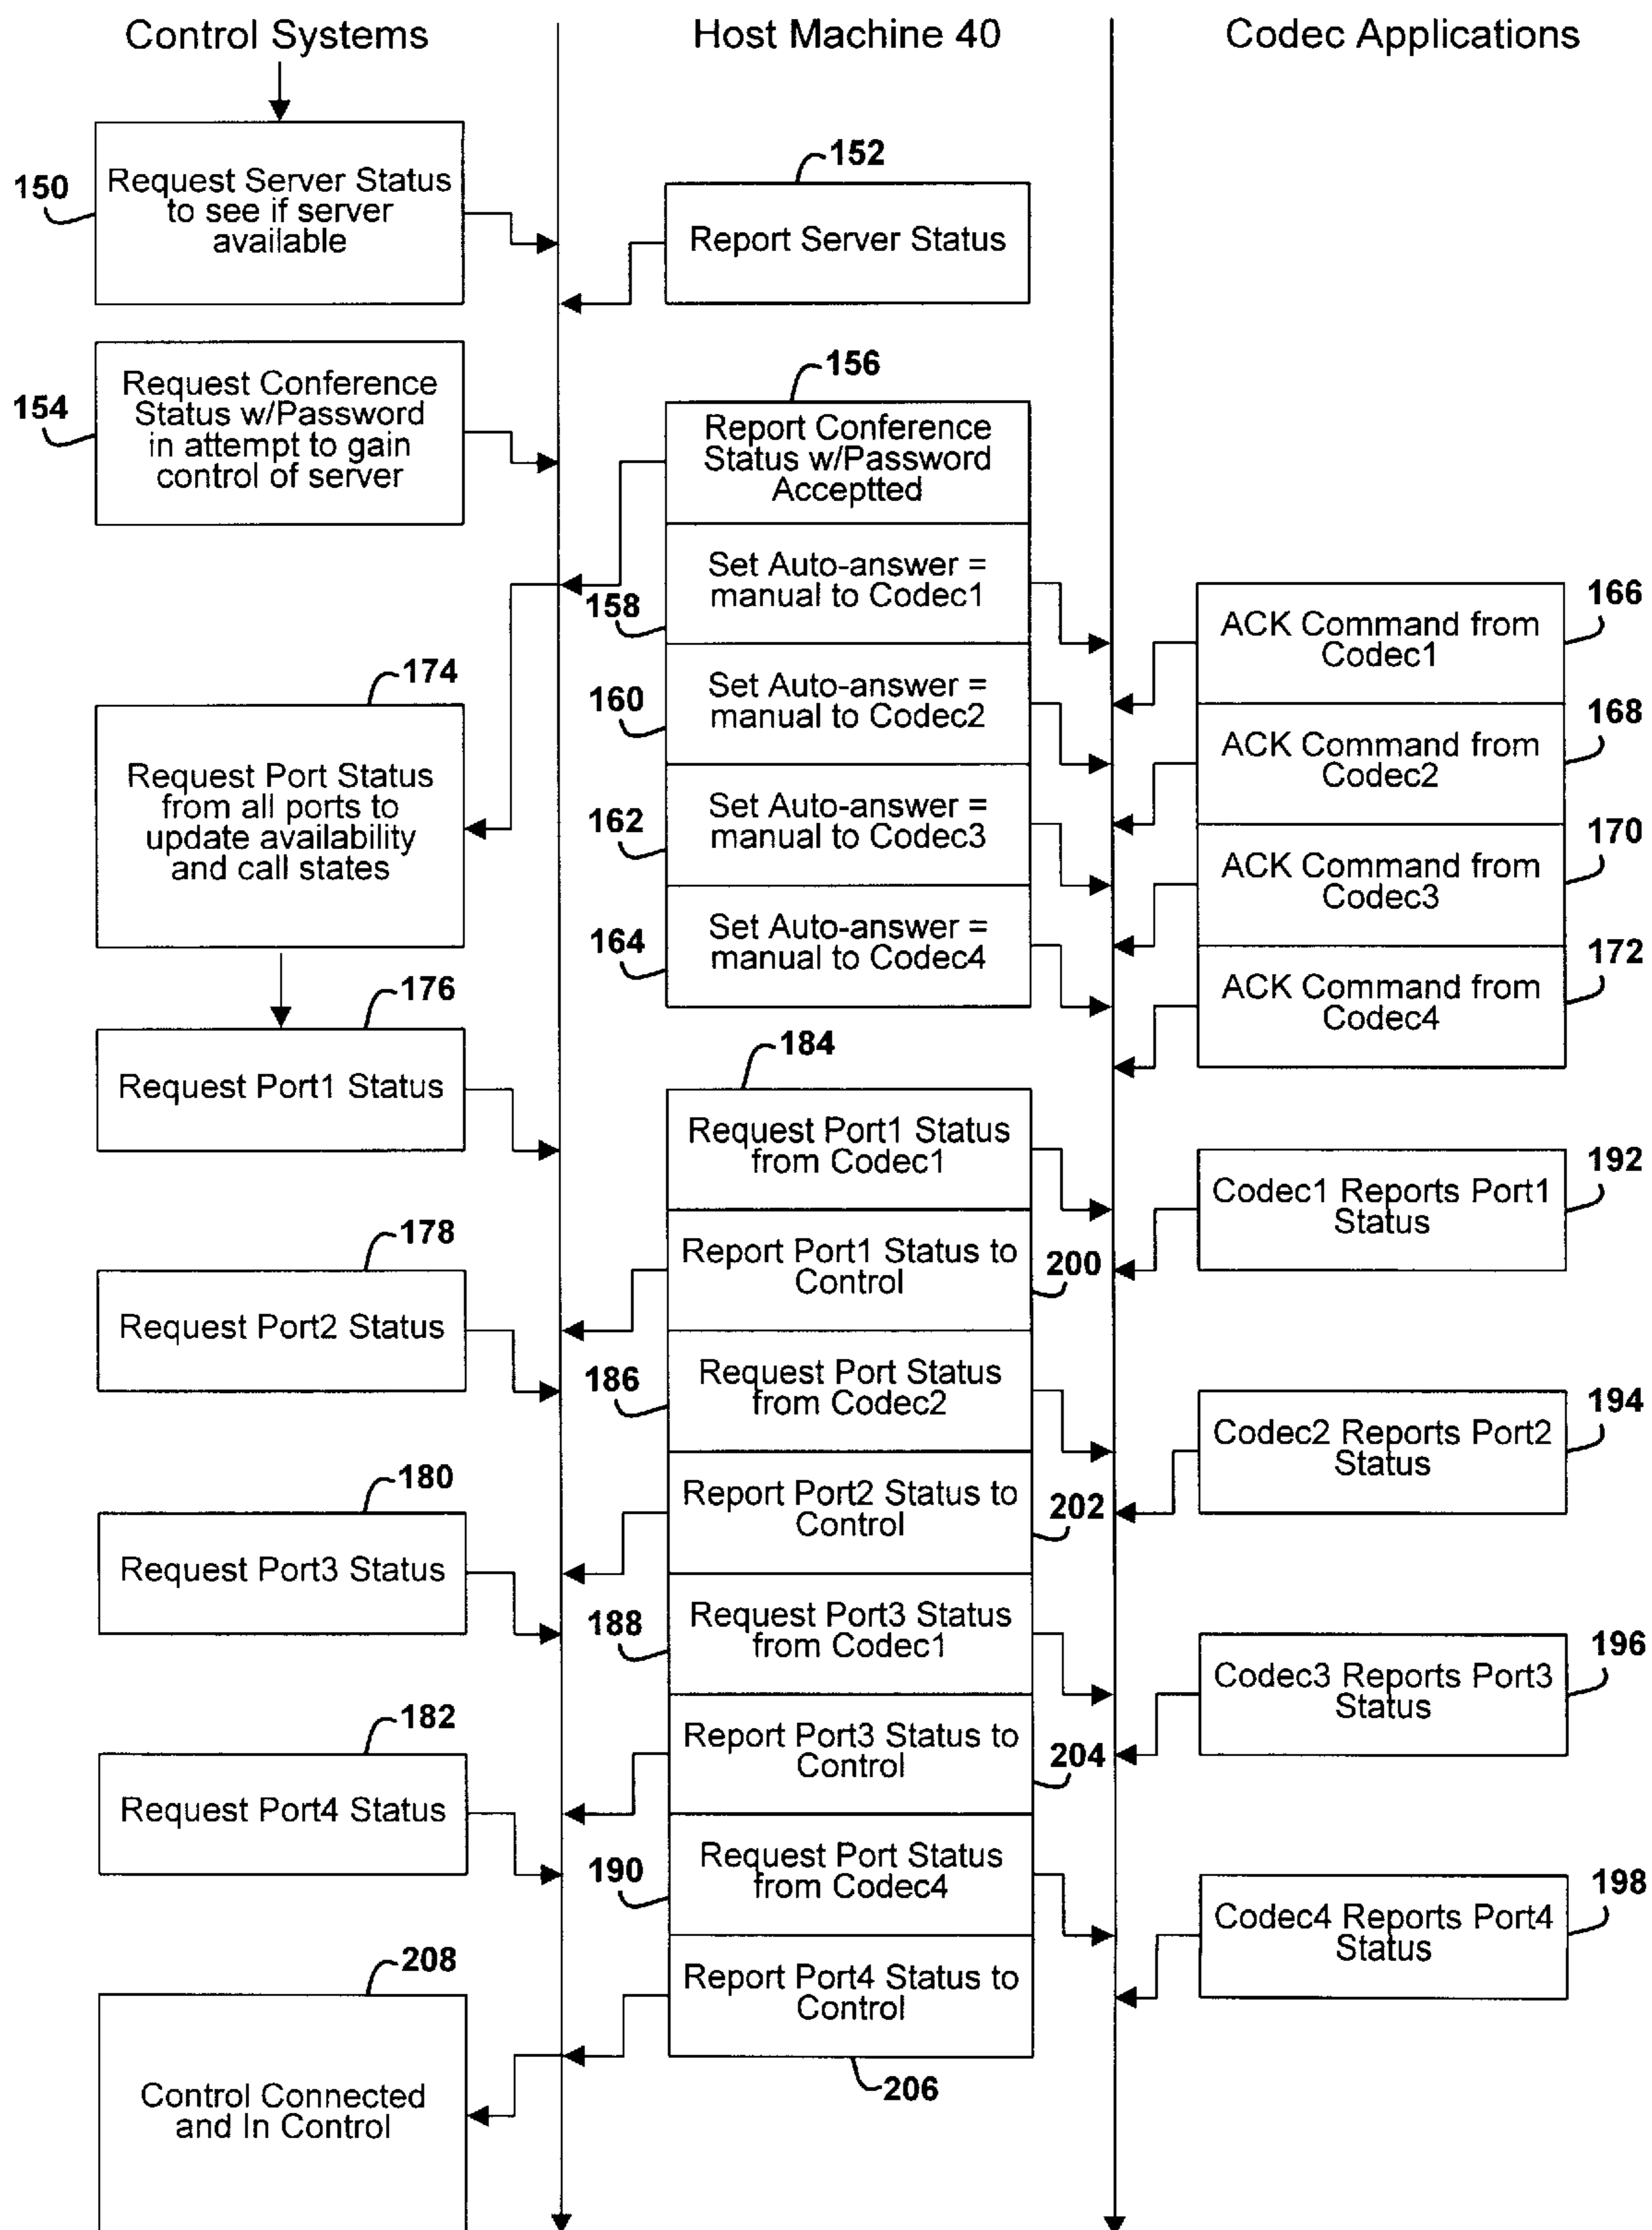 Control Systems
Host Machine 40
Codec Applications
150
Request Server Status
to see if server
available
152
Report Server Status
154
Request Conference
Status w/Password
in attempt to gain
control of server
156
Report Conference
Status w/Password
Acceptted
158
Set Auto-answer =
manual to Codec1
166
ACK Command from
Codec1
160
Set Auto-answer =
manual to Codec2
168
ACK Command from
Codec2
162
Set Auto-answer =
manual to Codec3
170
ACK Command from
Codec3
164
Set Auto-answer =
manual to Codec4
172
ACK Command from
Codec4
174
Request Port Status
from all ports to
update availability
and call states
176
Request Port1 Status
184
Request Port1 Status
from Codec1
192
Codec1 Reports Port1
Status
Report Port1 Status to
Control
200
178
Request Port2 Status
186
Request Port Status
from Codec2
194
Codec2 Reports Port2
Status
Report Port2 Status to
Control
202
180
Request Port3 Status
188
Request Port3 Status
from Codec1
196
Codec3 Reports Port3
Status
Report Port3 Status to
Control
204
182
Request Port4 Status
190
Request Port Status
from Codec4
198
Codec4 Reports Port4
Status
Report Port4 Status to
Control
206
208
Control Connected
and In Control